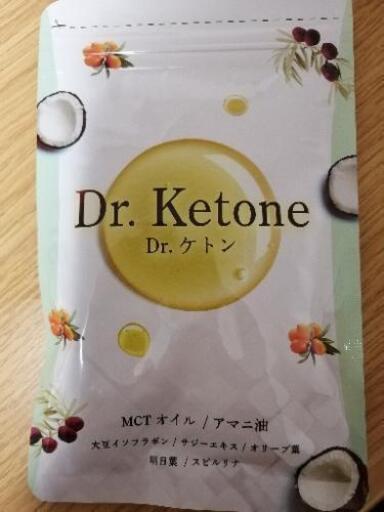 Dr. Ketone
Dr. ケトン
MCT オイル / アマニ油
大豆イソフラボン / サジーエキス / オリーブ葉
明日葉 / スピルリナ